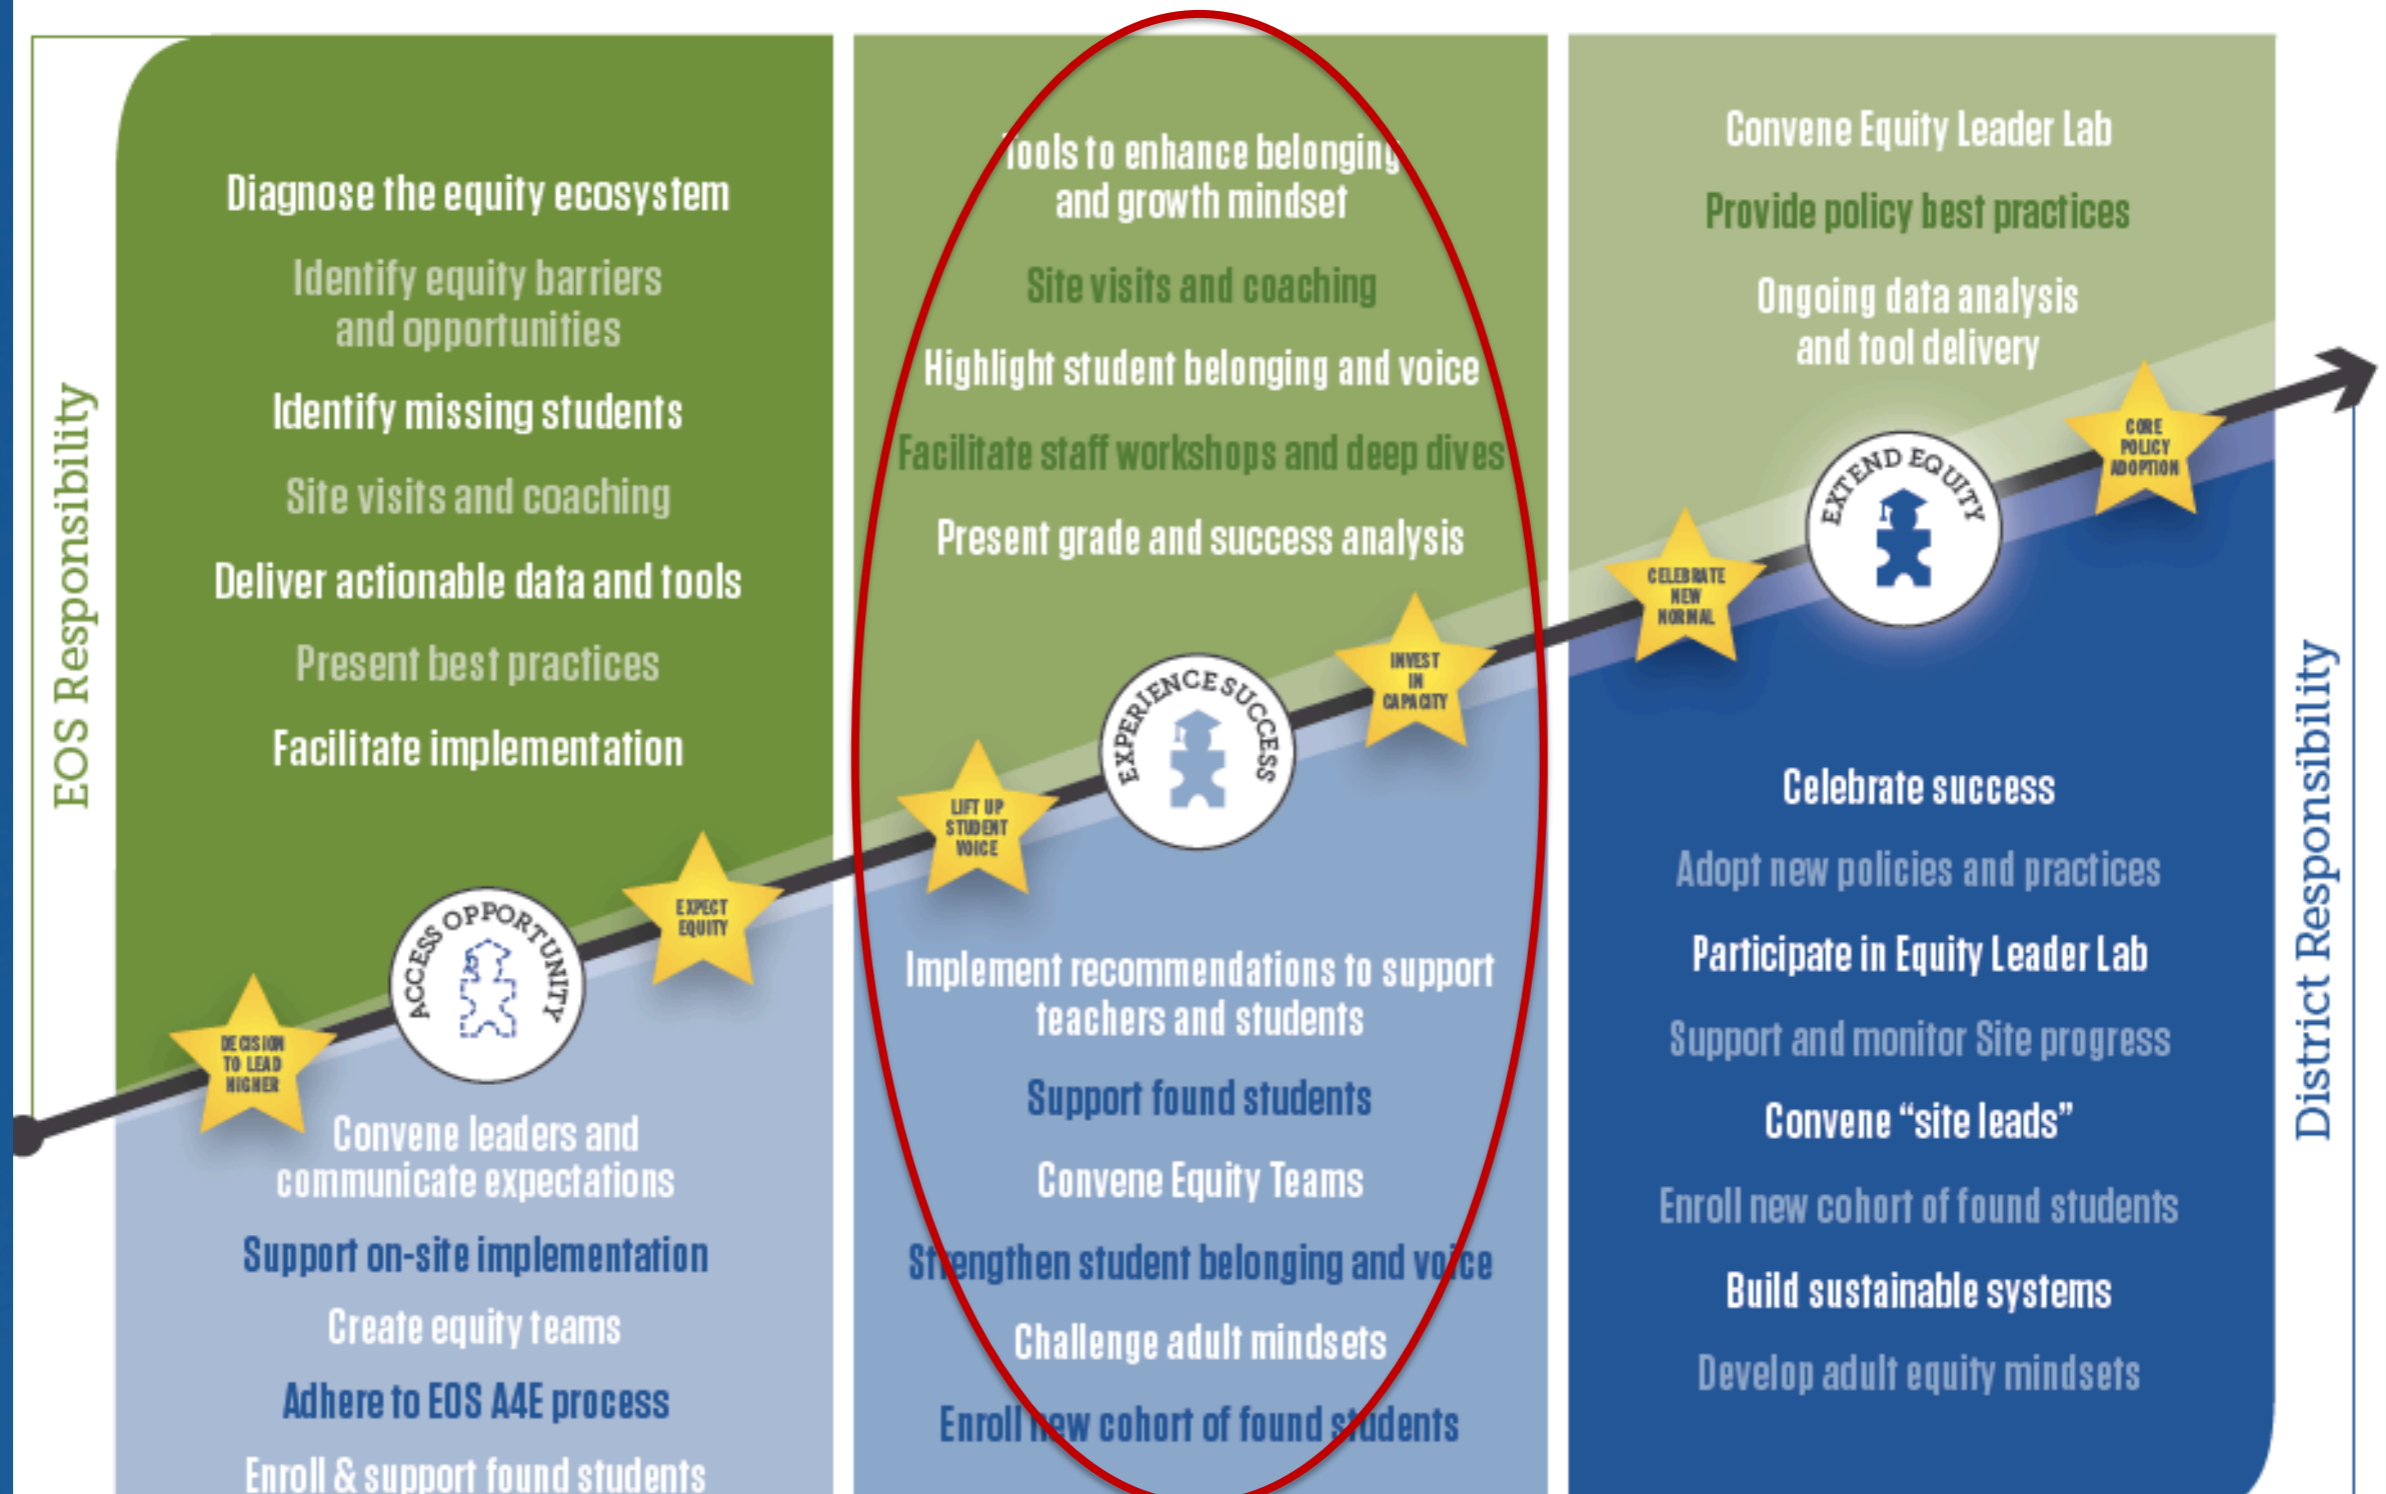 EOS Responsibility
Diagnose the equity ecosystem
Identify equity barriers
and opportunities
Identify missing students
Site visits and coaching
Deliver actionable data and tools
Present best practices
Facilitate implementation
DECISION
TO LEAD
HIGHER
ACCESS OPPORTUNITY
EXPECT
EQUITY
Convene leaders and
communicate expectations
Support on-site implementation
Create equity teams
Adhere to EOS A4E process
Enroll & support found students
Tools to enhance belonging
and growth mindset
Site visits and coaching
Highlight student belonging and voice
Facilitate staff workshops and deep dives
Present grade and success analysis
LIFT UP
STUDENT
VOICE
EXPERIENCE SUCCESS
INVEST
IN
CAPACITY
Implement recommendations to support
teachers and students
Support found students
Convene Equity Teams
Strengthen student belonging and voice
Challenge adult mindsets
Enroll new cohort of found students
Convene Equity Leader Lab
Provide policy best practices
Ongoing data analysis
and tool delivery
CELEBRATE
NEW
NORMAL
EXTEND EQUITY
CORE
POLICY
ADOPTION
Celebrate success
Adopt new policies and practices
Participate in Equity Leader Lab
Support and monitor Site progress
Convene “site leads”
Enroll new cohort of found students
Build sustainable systems
Develop adult equity mindsets
District Responsibility